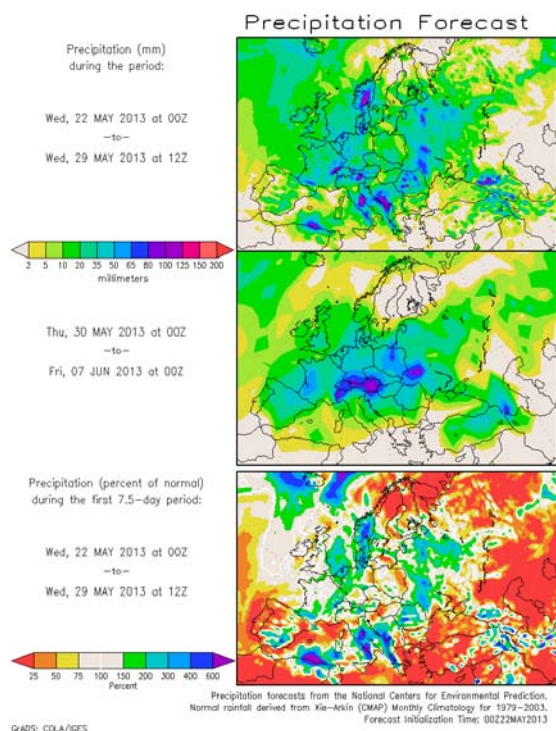 Precipitation Forecast
Precipitation (mm)
during the period:
Wed, 22 MAY 2013 at 00Z
-to-
Wed, 29 MAY 2013 at 12Z
2 5 10 20 35 50 65 80 100 125 150 200
millimeters
Thu, 30 MAY 2013 at 00Z
-to-
Fri, 07 JUN 2013 at 00Z
Precipitation (percent of normal)
during the first 7.5-day period:
Wed, 22 MAY 2013 at 00Z
-to-
Wed, 29 MAY 2013 at 12Z
25 50 75 100 150 200 300 400 600
Percent
Precipitation forecasts from the National Centers for Environmental Prediction.
Normal rainfall derived from Xie-Arkin (CMAP) Monthly Climatology for 1979-2003.
Forecast Initialization Time: 00Z22MAY2013
GrADS: COLA/IGES